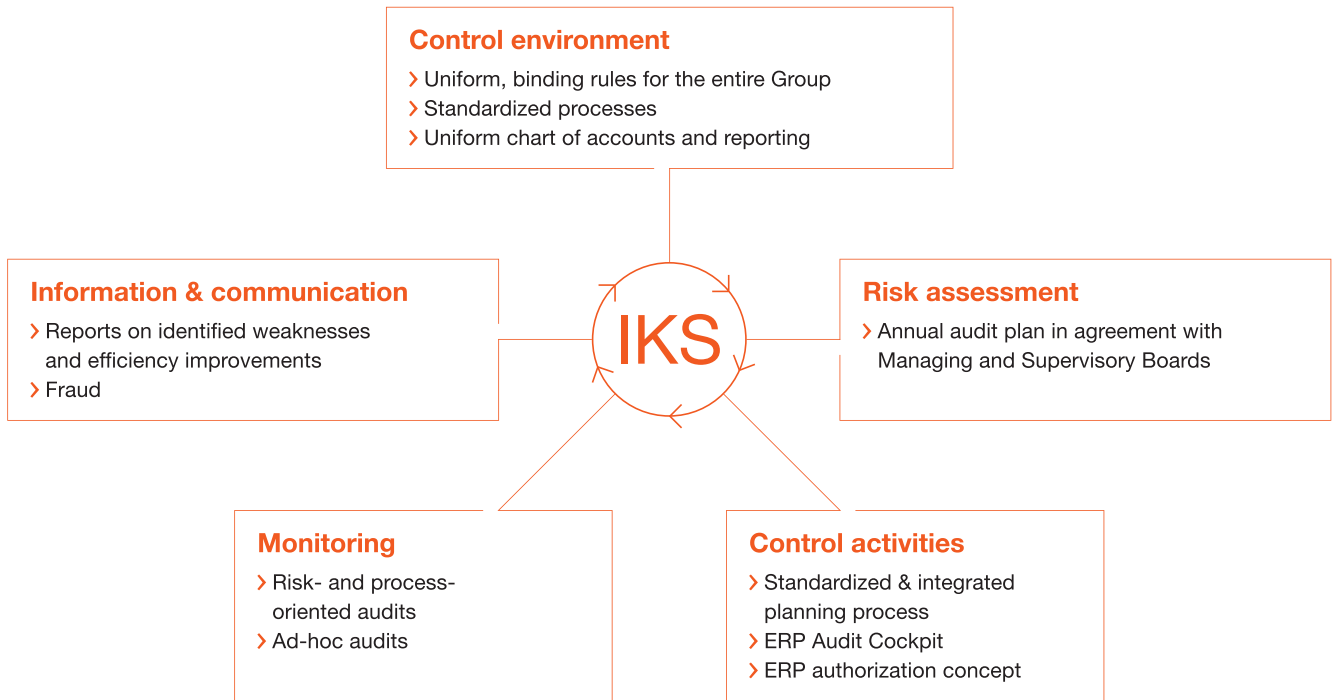 Control environment
Uniform, binding rules for the entire Group
Standardized processes
Uniform chart of accounts and reporting
Information & communication
Reports on identified weaknesses
and efficiency improvements
Fraud
IKS
Risk assessment
Annual audit plan in agreement with
Managing and Supervisory Boards
Monitoring
Risk- and process-
oriented audits
Ad-hoc audits
Control activities
Standardized & integrated
planning process
ERP Audit Cockpit
ERP authorization concept